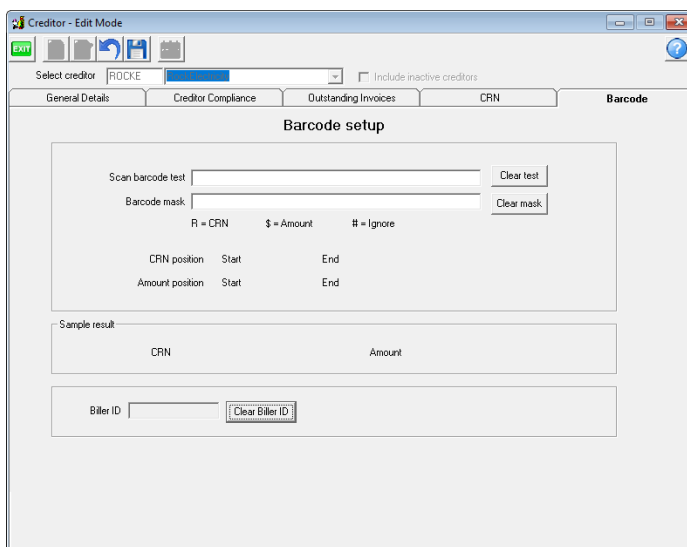 Creditor - Edit Mode
EXIT
?
Select creditor ROCKE Include inactive creditors
General Details Creditor Compliance Outstanding Invoices CRN Barcode
Barcode setup
Scan barcode test Clear test
Barcode mask Clear mask
R = CRN $ = Amount # = Ignore
CRN position Start End
Amount position Start End
Sample result
CRN Amount
Biller ID Clear Biller ID